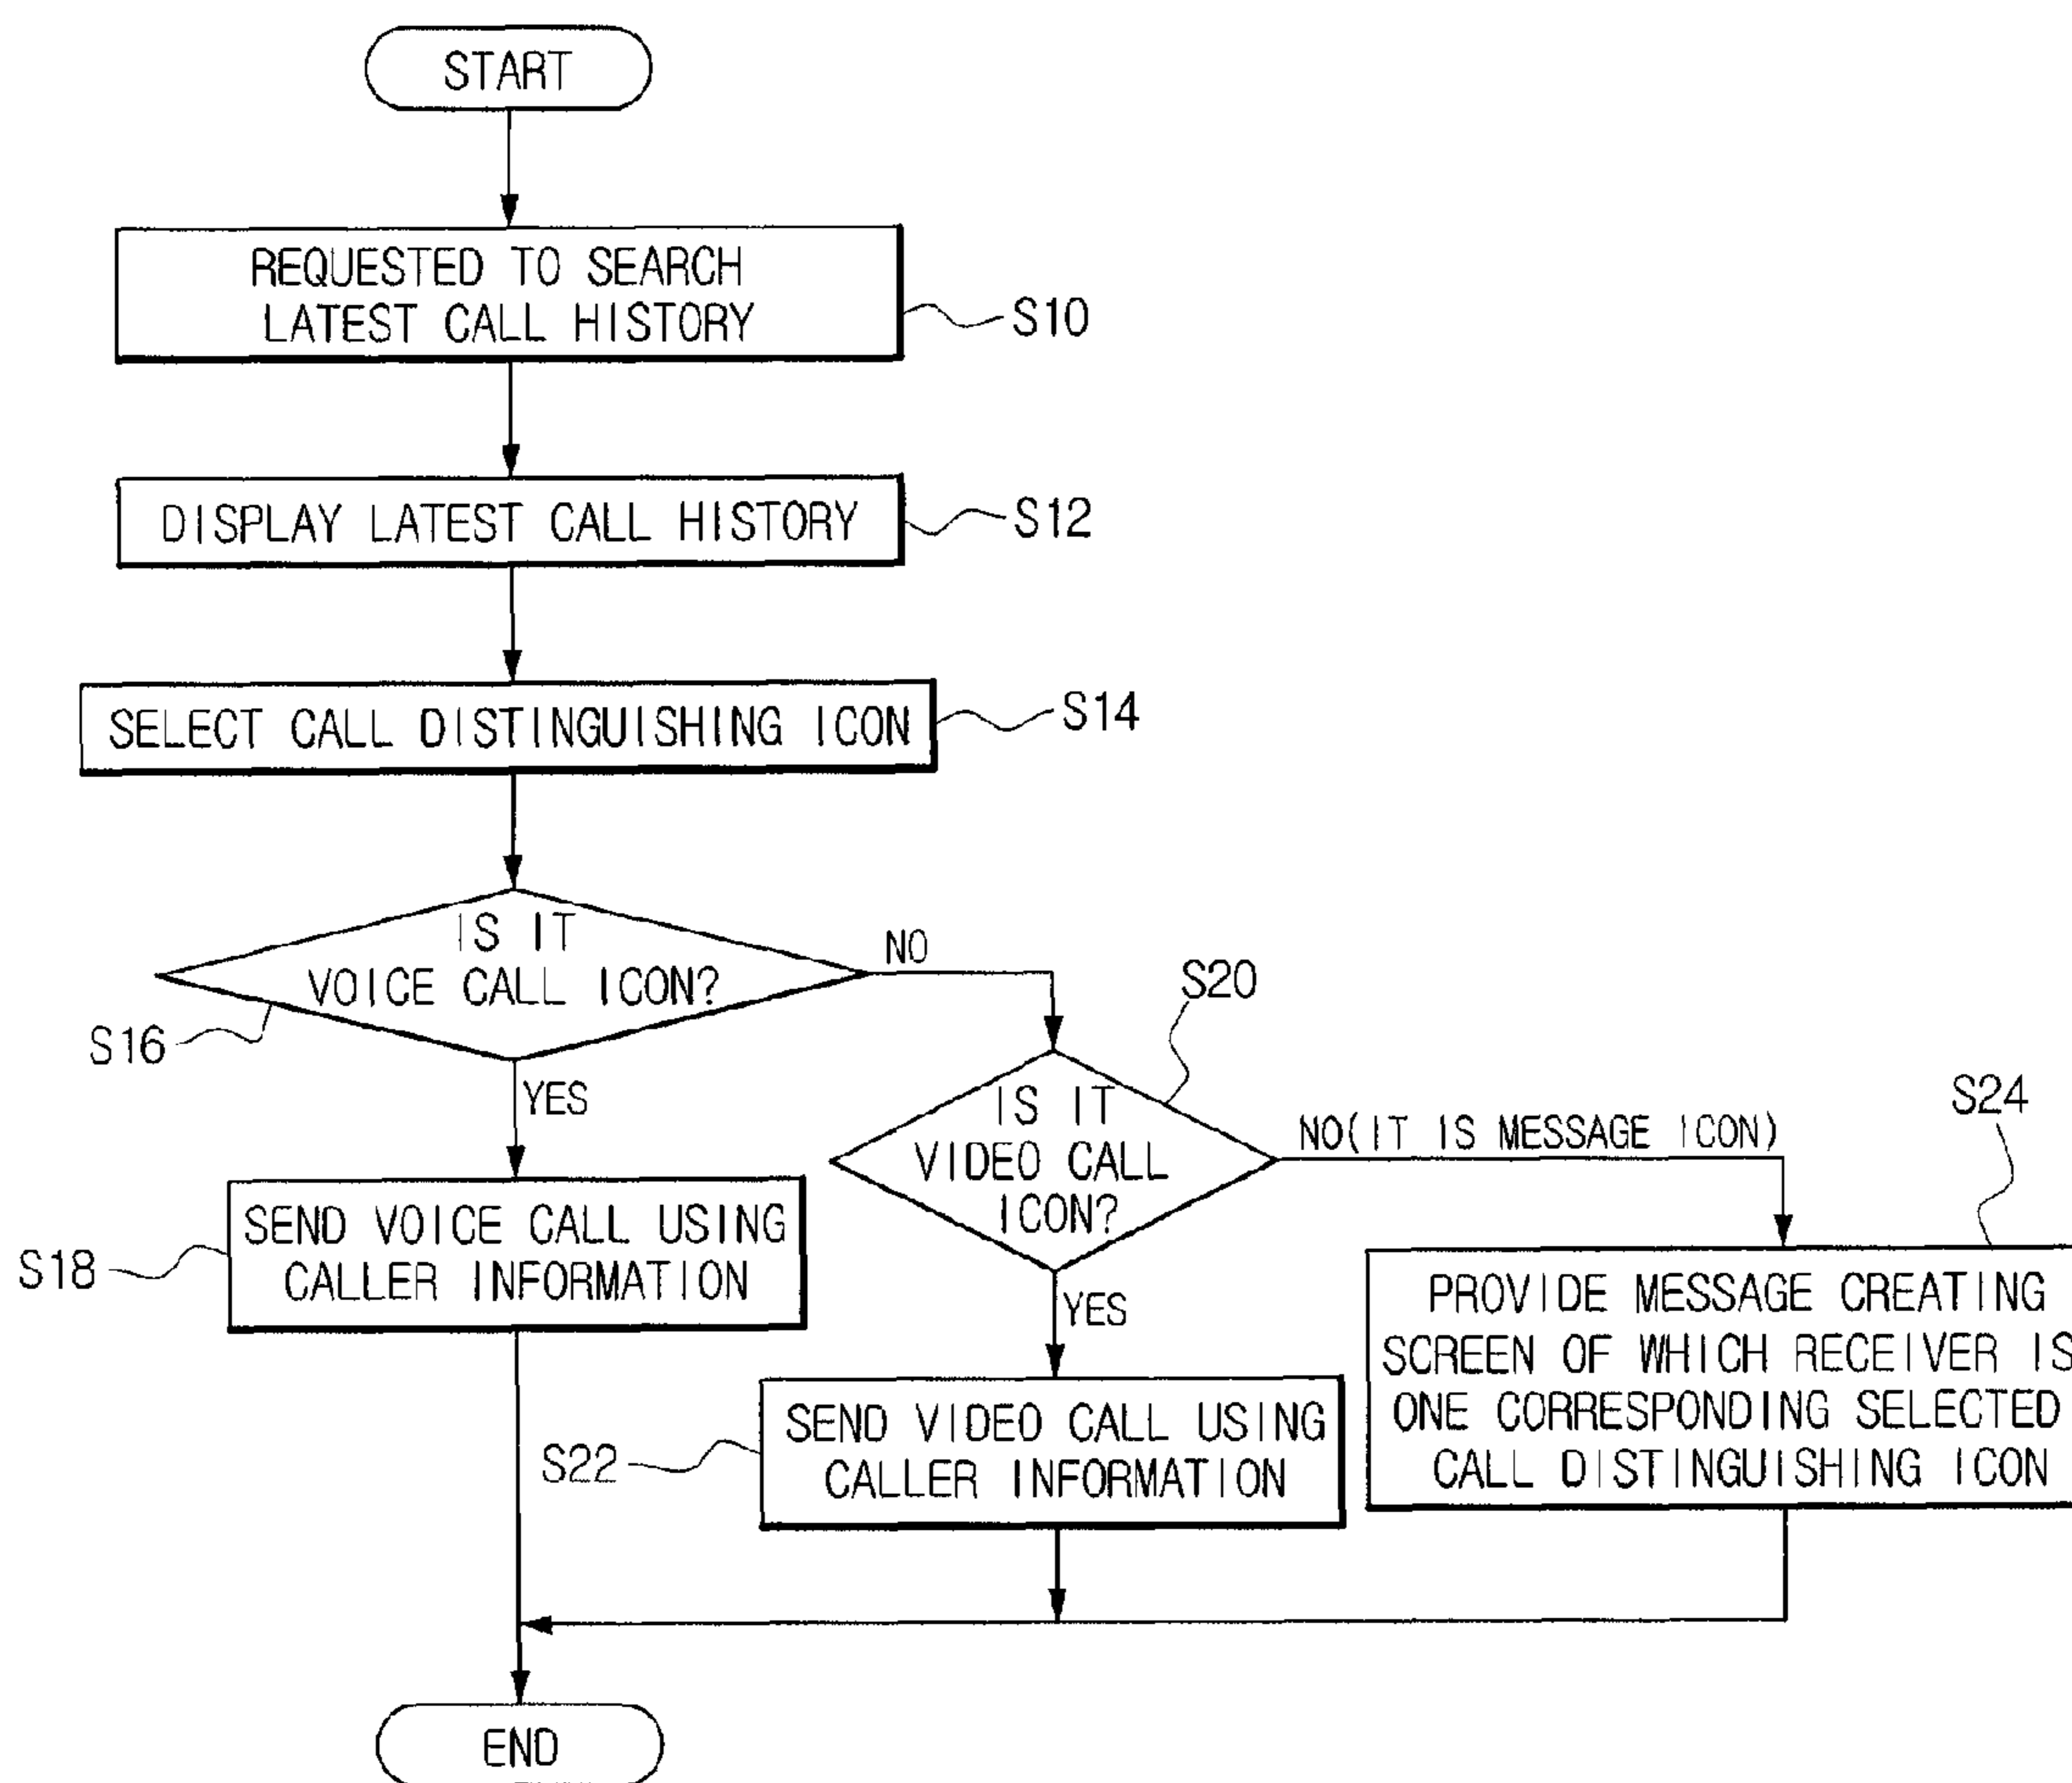 START
REQUESTED TO SEARCH
LATEST CALL HISTORY
S10
DISPLAY LATEST CALL HISTORY
S12
SELECT CALL DISTINGUISHING ICON
S14
IS IT
VOICE CALL ICON?
S16
NO
YES
S20
IS IT
VIDEO CALL
ICON?
NO(IT IS MESSAGE ICON)
S24
SEND VOICE CALL USING
CALLER INFORMATION
S18
YES
PROVIDE MESSAGE CREATING
SCREEN OF WHICH RECEIVER IS
ONE CORRESPONDING SELECTED
CALL DISTINGUISHING ICON
SEND VIDEO CALL USING
CALLER INFORMATION
S22
END